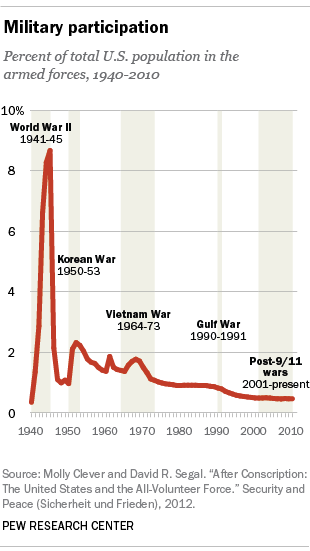 Military participation
Percent of total U.S. population in the
armed forces, 1940-2010
10%
World War II
1941-45
8
6
Korean War
1950-53
4
Vietnam War
1964-73
Gulf War
1990-1991
2
Post-9/11
wars
2001-present
0
1940 1950 1960 1970 1980 1990 2000 2010
Source: Molly Clever and David R. Segal. “After Conscription:
The United States and the All-Volunteer Force.” Security and
Peace (Sicherheit und Frieden), 2012.
PEW RESEARCH CENTER